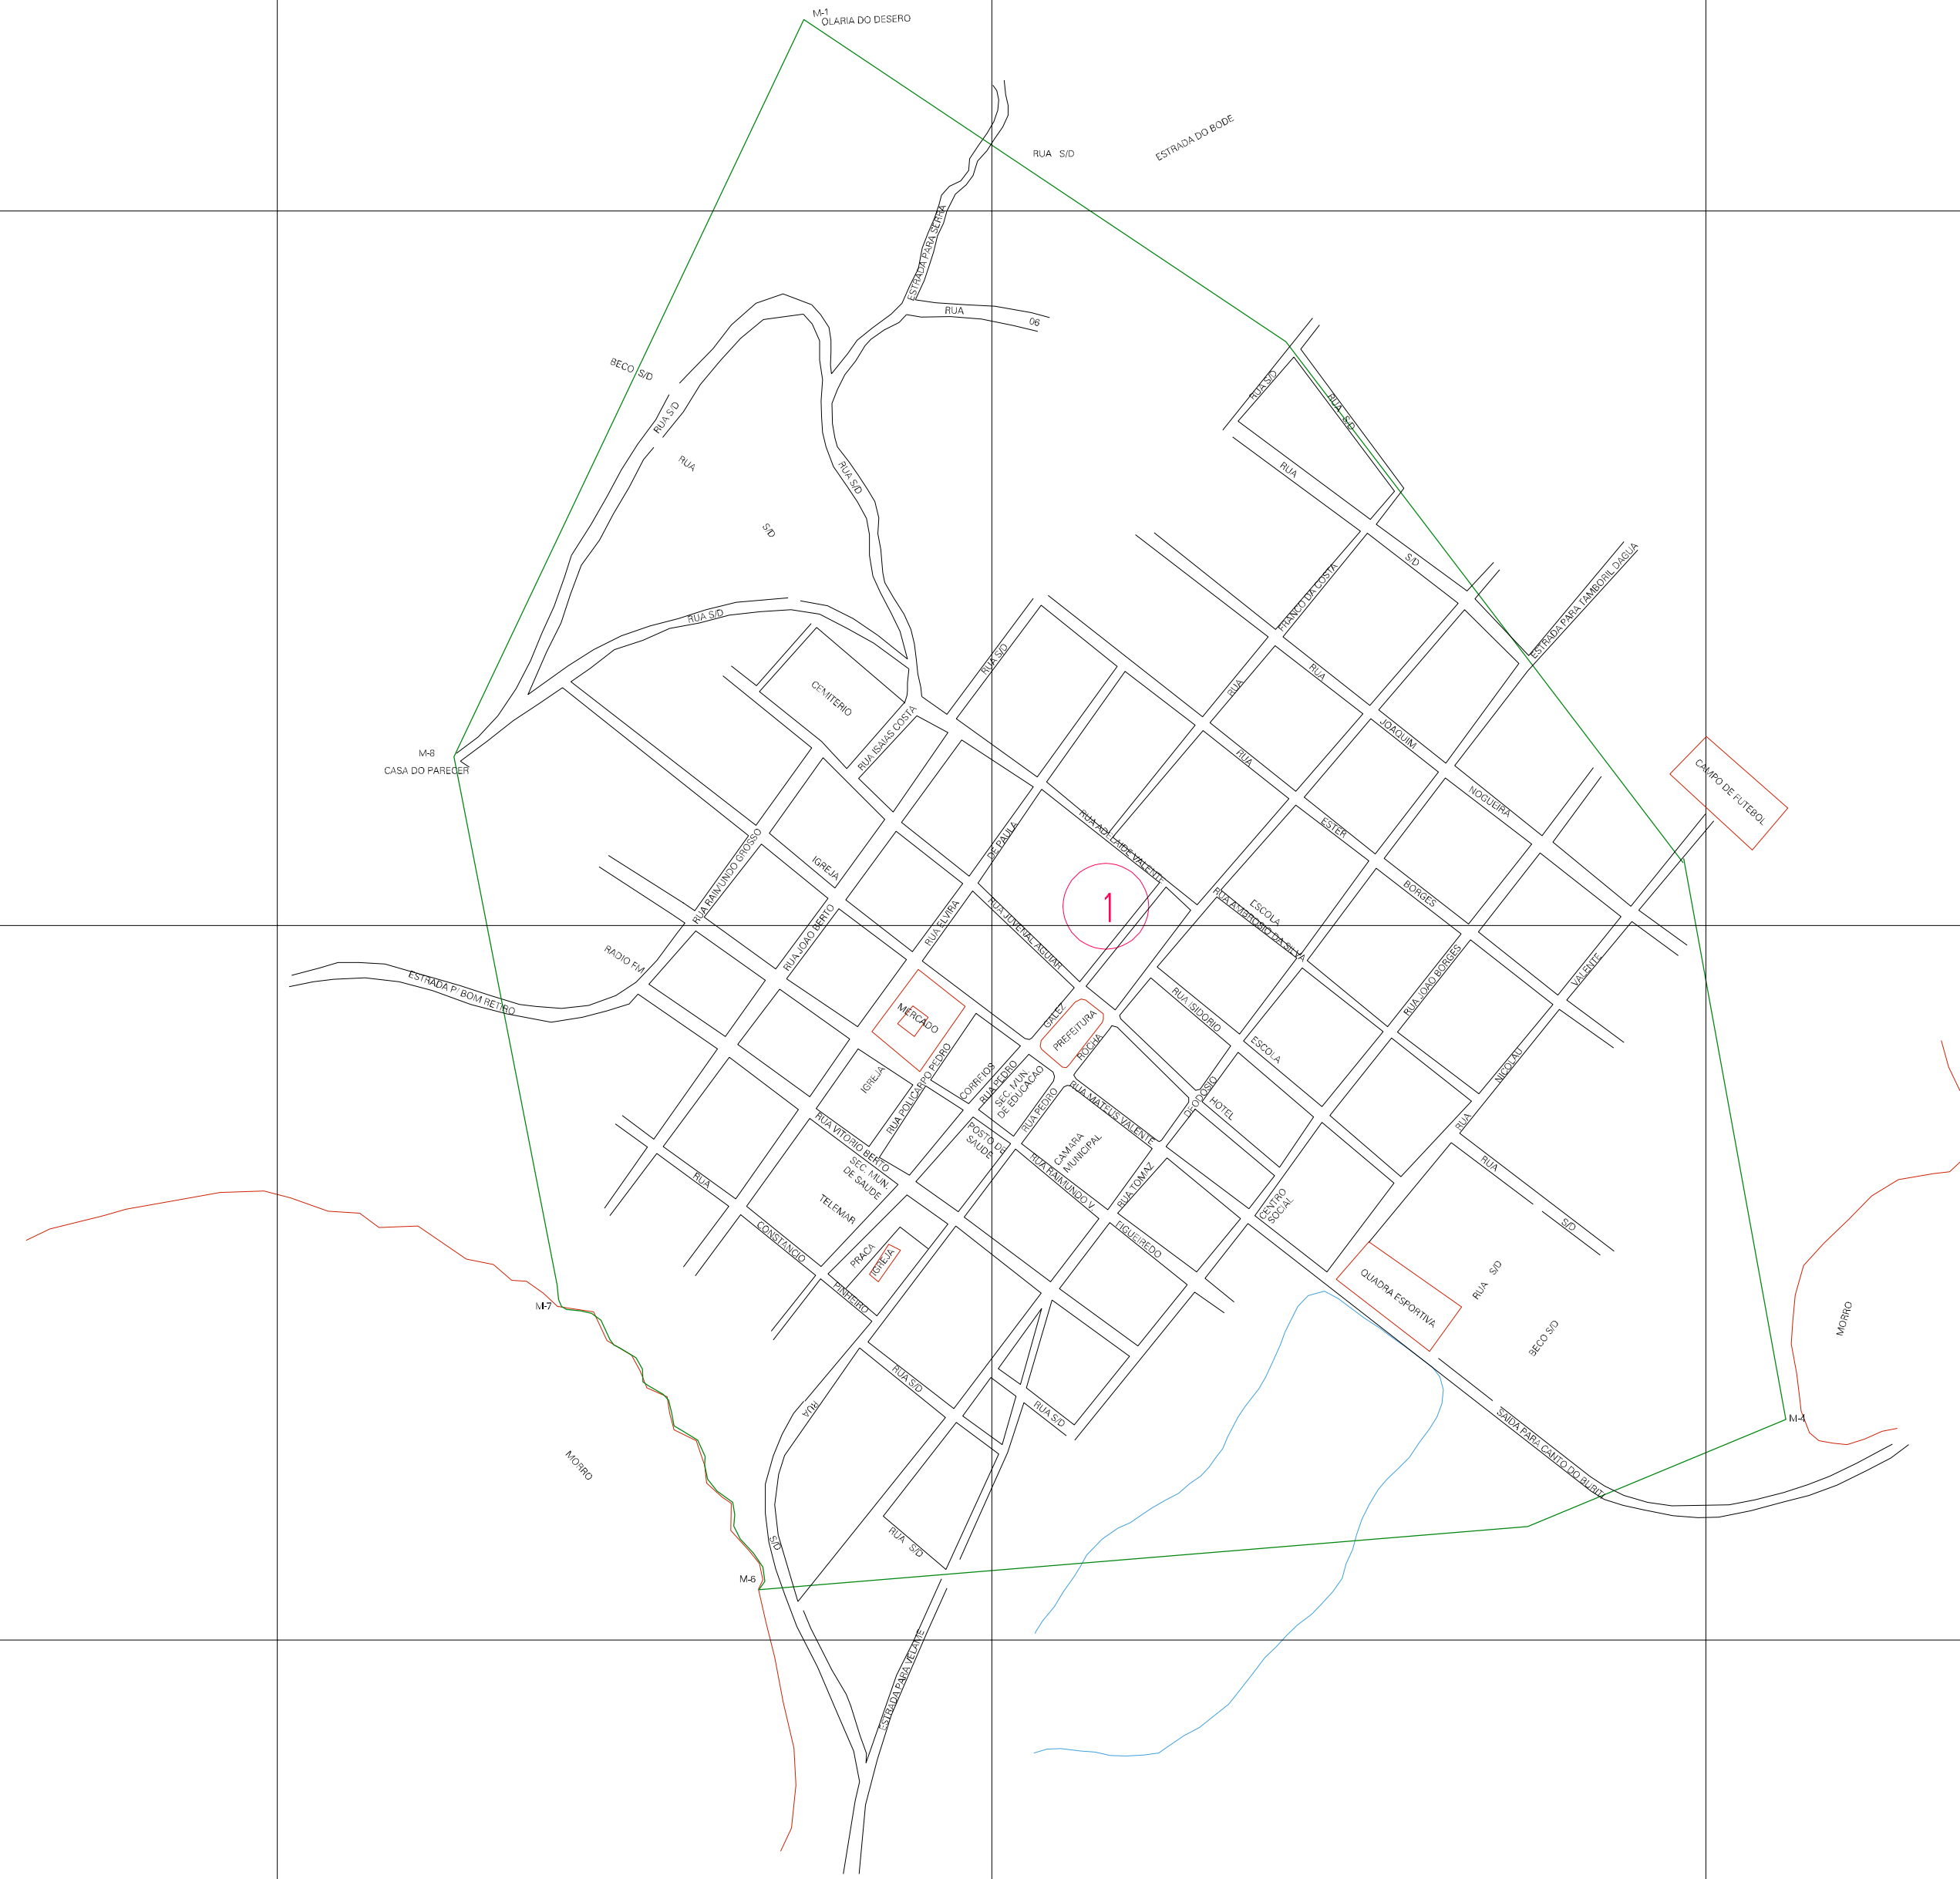 M-1
OLARIA DO DESERO
ESTRADA DO BODE
RUA S/D
ESTRADA PARA SERRA
RUA
06
BECO S/D
RUA S/D
RUA S/D
RUA S/D
RUA
RUA S/D
RUA
S/D
S/D
ESTRADA PARA TAMBORIL DAGUA
FRANCO DA COSTA
RUA S/D
RUA S/D
RUA
RUA
CEMITERIO
RUA ISAIAS COSTA
JOAQUIM
M-8
CASA DO PARECER
RUA
CAMPO DE FUTEBOL
NOGUEIRA
RUA ADELAIDE VALENTE
ESTER
DE PAULA
RUA RAIMUNDO GROSSO
IGREJA
BORGES
1
ESCOLA
RUA AMBROSIO DA SILVA
RUA JUVENAL AGUIAR
RUA ELVIRA
RUA JOAO BERTO
RADIO FM
VALENTE
RUA JOAO BORGES
ESTRADA P/ BOM RETIRO
RUA ISIDORIO
GALEZ
MERCADO
PREFEITURA
ROCHA
ESCOLA
NICOLAU
IGREJA
RUA POLICARPO PEDRO
CORREIOS
RUA PEDRO
SEC. MUN.
DE EDUCACAO
RUA PEDRO
RUA MATEUS VALENTE
DEODOSIO
HOTEL
RUA
RUA VITORIO BERTO
POSTO DE
SAUDE
CAMARA
MUNICIPAL
RUA
SEC. MUN.
DE SAUDE
RUA RAIMUNDO V.
RUA TOMAZ
RUA
TELEMAR
CENTRO
SOCIAL
S/D
CONSTANCIO
TIGUEIREDO
PRACA
IGREJA
RUA S/D
QUADRA ESPORTIVA
PINHEIRO
M-7
BECO S/D
MORRO
RUA S/D
RUA
RUA S/D
M-4
SAIDA PARA CANTO DO BURITI
MORRO
S/D
RUA S/D
M-6
ESTRADA PARA VELAME